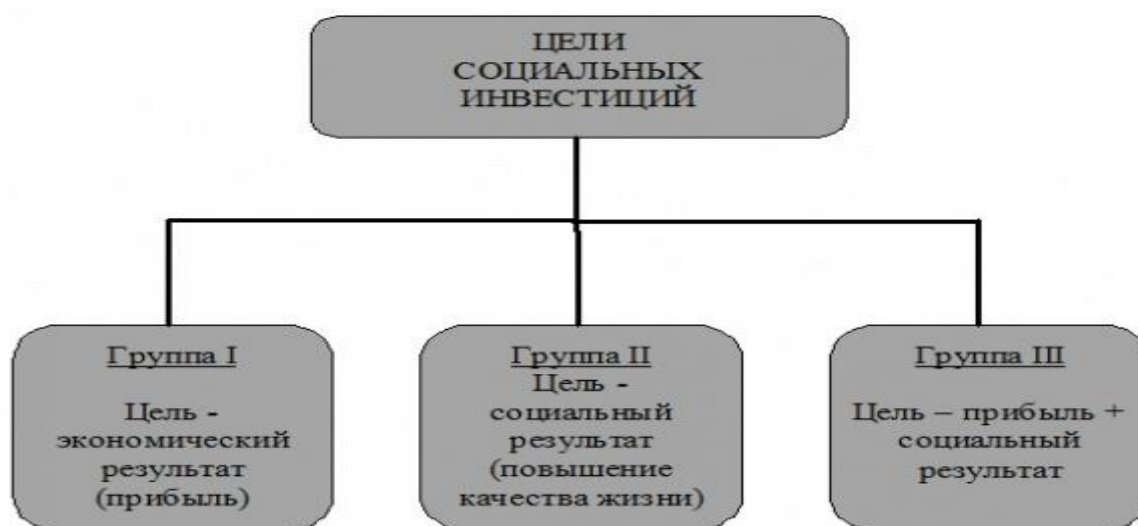 ЦЕЛИ
СОЦИАЛЬНЫХ
ИНВЕСТИЦИЙ
Группа I
Цель -
экономический
результат
(прибыль)
Группа II
Цель -
социальный
результат
(повышение
качества жизни)
Группа III
Цель – прибыль +
социальный
результат